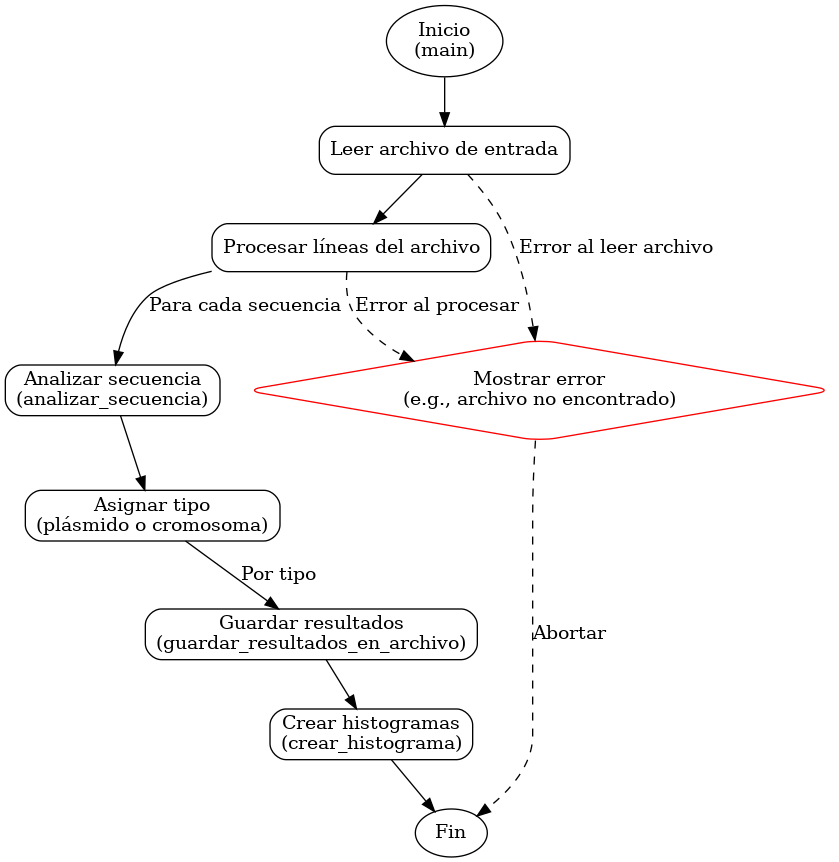 Inicio
(main)
Leer archivo de entrada
Procesar líneas del archivo
Error al leer archivo
Para cada secuencia
Error al procesar
Analizar secuencia
(analizar_secuencia)
Mostrar error
(e.g., archivo no encontrado)
Asignar tipo
(plásmido o cromosoma)
Por tipo
Guardar resultados
(guardar_resultados_en_archivo)
Abortar
Crear histogramas
(crear_histograma)
Fin